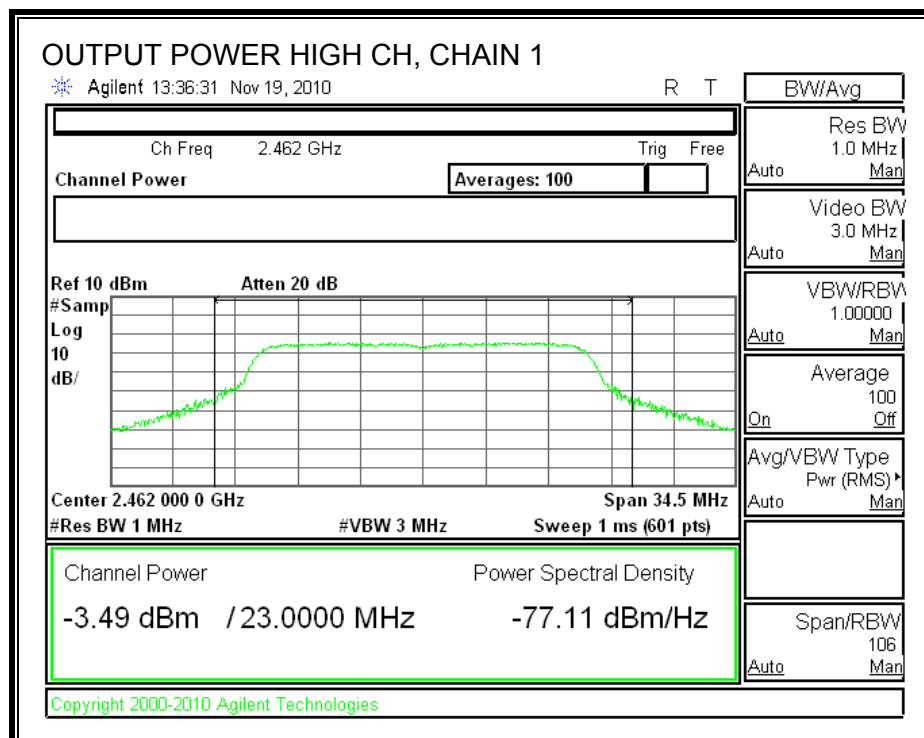 OUTPUT POWER HIGH CH, CHAIN 1
Agilent 13:36:31 Nov 19, 2010 R T
BW/Avg
Ch Freq 2.462 GHz Trig Free
Channel Power Averages: 100
Res BW
1.0 MHz
Auto Man
Video BW
3.0 MHz
Auto Man
VBW/RBW
1.00000
Auto Man
Average
100
On Off
Avg/VBW Type
Pwr (RMS)
Auto Man
Span/RBW
106
Auto Man
Ref 10 dBm Atten 20 dB
#Samp
Log
10
dB/
Center 2.462 000 0 GHz Span 34.5 MHz
#Res BW 1 MHz #VBW 3 MHz Sweep 1 ms (601 pts)
Channel Power Power Spectral Density
-3.49 dBm / 23.0000 MHz -77.11 dBm/Hz
Copyright 2000-2010 Agilent Technologies